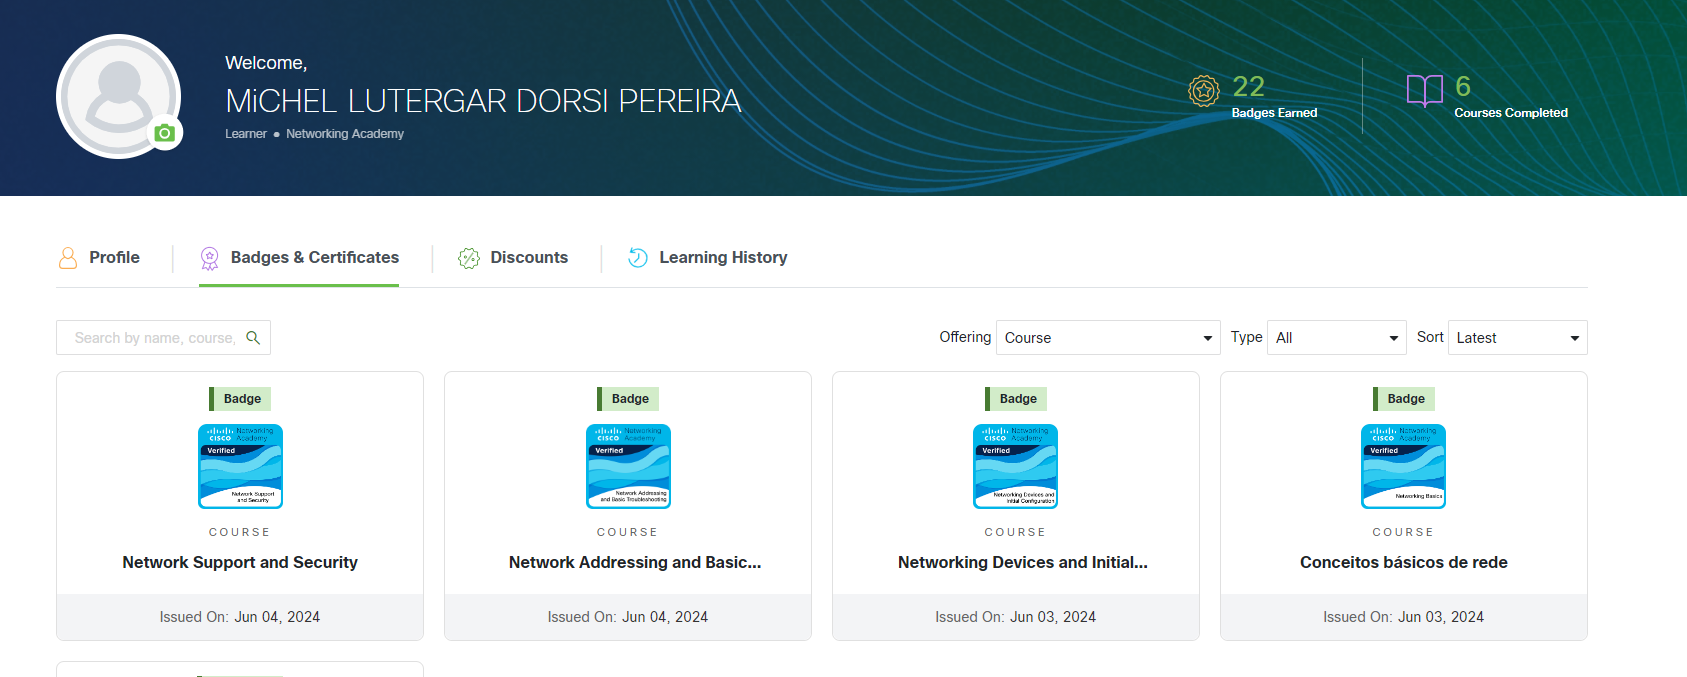 Welcome,
MiCHEL LUTERGAR DORSI PEREIRA
Learner ● Networking Academy
22
Badges Earned
6
Courses Completed
Profile
Badges & Certificates
Discounts
Learning History
Search by name, course,
Offering Course
Type All
Sort Latest
Badge
Networking
CISCO Academy
Verified
Network Support
and Security
COURSE
Network Support and Security
Issued On: Jun 04, 2024
Badge
Networking
CISCO Academy
Verified
Network Addressing
and Basic Troubleshooting
COURSE
Network Addressing and Basic...
Issued On: Jun 04, 2024
Badge
Networking
CISCO Academy
Verified
Networking Devices and
Initial Configuration
COURSE
Networking Devices and Initial...
Issued On: Jun 03, 2024
Badge
Networking
CISCO Academy
Verified
Networking Basics
COURSE
Conceitos básicos de rede
Issued On: Jun 03, 2024